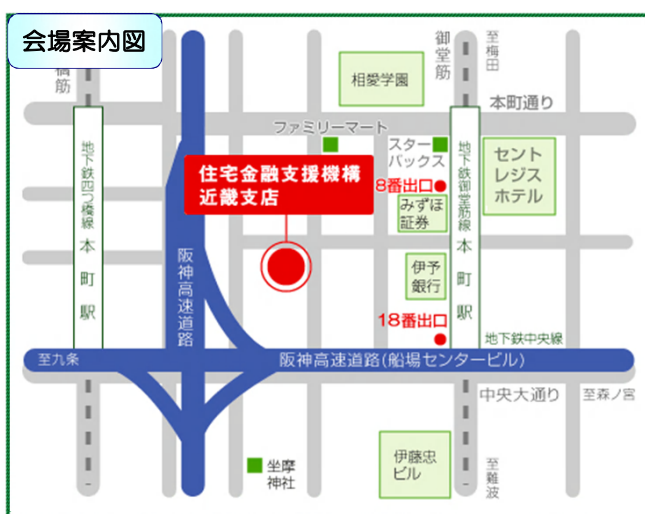 会場案内図
橋
筋
御堂筋
至梅田
相愛学園
本町通り
ファミリーマート
スター
バックス
セント
レジス
ホテル
住宅金融支援機構
近畿支店
8番出口
みずほ
証券
地下鉄四つ橋線
本町駅
地下鉄御堂筋線
本町駅
阪神高速道路
伊予
銀行
18番出口
地下鉄中央線
至九条
阪神高速道路(船場センタービル)
中央大通り
至森ノ宮
伊藤忠
ビル
坐摩
神社
至難波